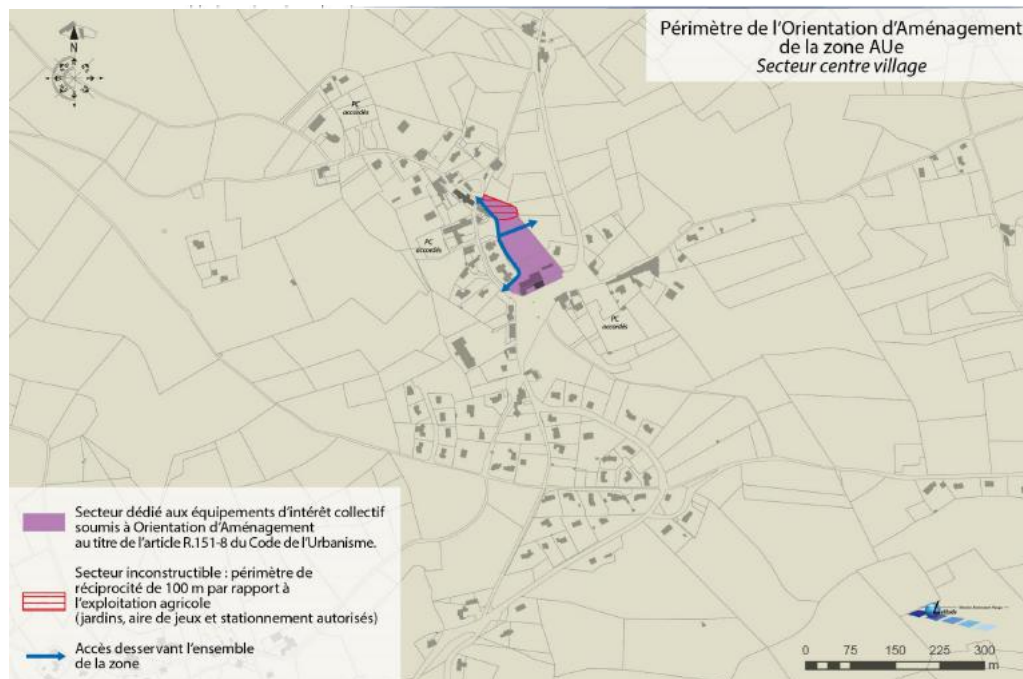 Périmètre de l'Orientation d'Aménagement
de la zone AUe
Secteur centre village
N
PC
accordés
PC
accordés
PC
accordés
Secteur dédié aux équipements d'intérêt collectif
soumis à Orientation d'Aménagement
au titre de l'article R.151-8 du Code de l'Urbanisme.
Secteur inconstructible : périmètre de
réciprocité de 100 m par rapport à
l'exploitation agricole
(jardins, aire de jeux et stationnement autorisés)
Accès desservant l'ensemble
de la zone
0 75 150 225 300
m